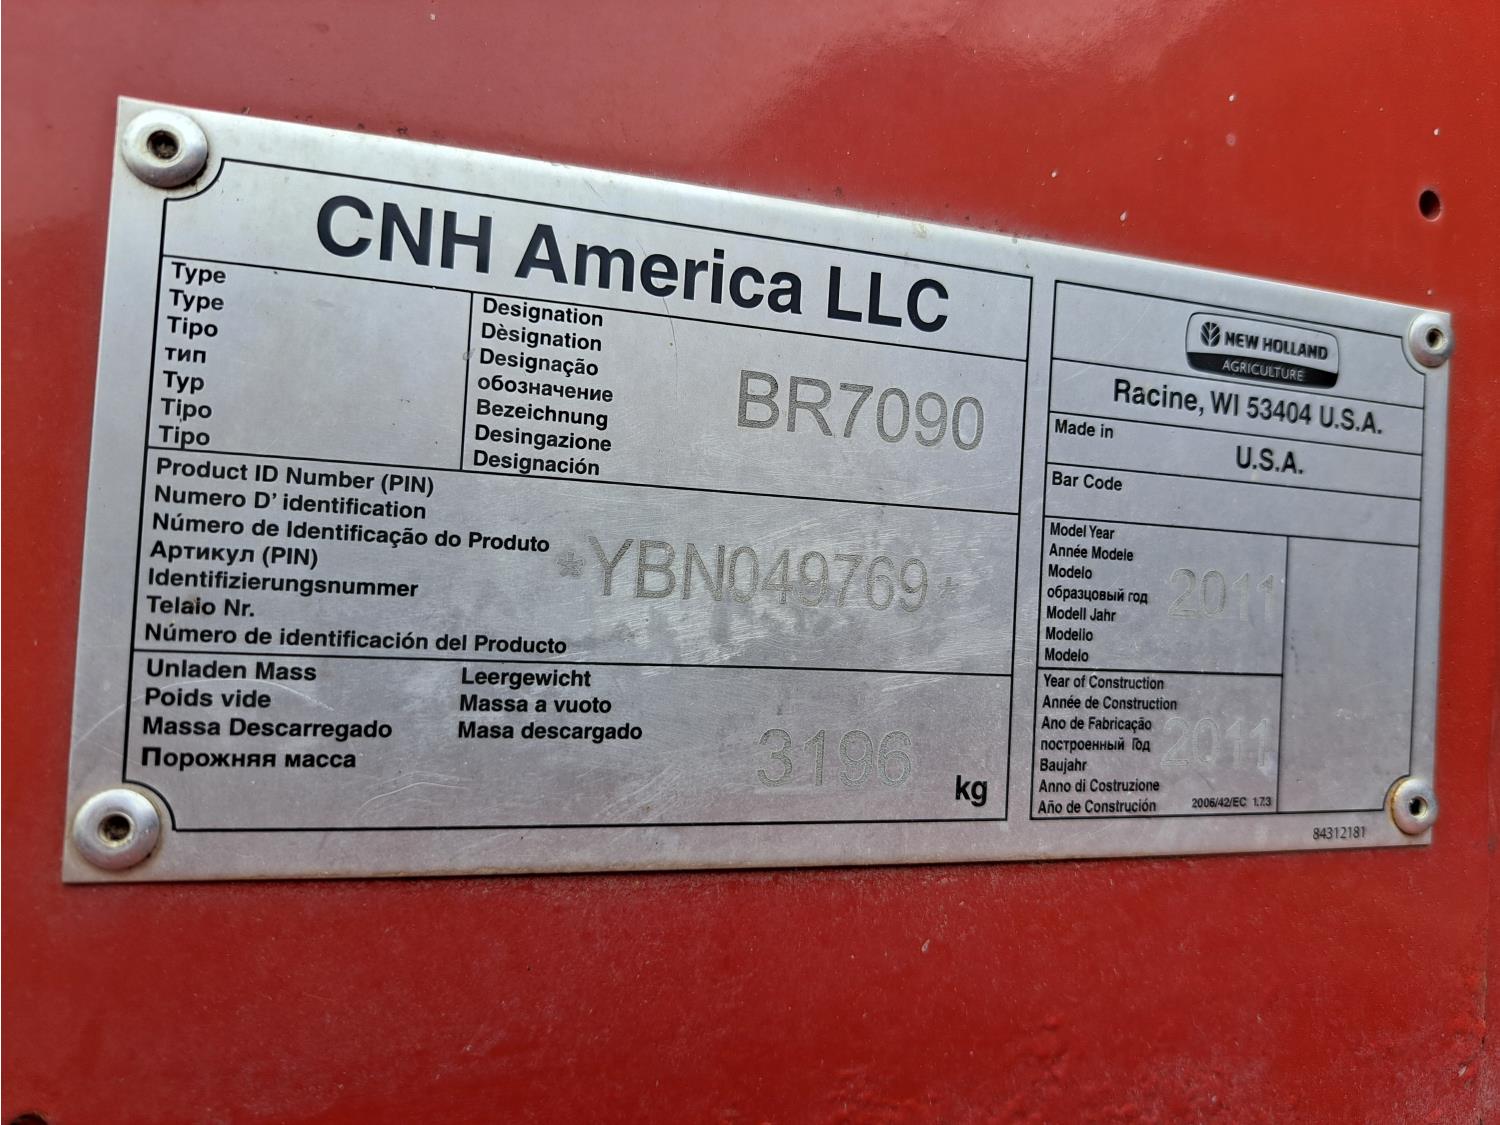 CNH America LLC
Type
Type
Tipo
тип
Typ
Tipo
Tipo
Designation
Dèsignation
Designação
обозначение
Bezeichnung
Desingazione
Designación
BR7090
Product ID Number (PIN)
Numero D' identification
Número de Identificação do Produto
Артикул (PIN)
Identifizierungsnummer
Telaio Nr.
Número de identificación del Producto
*YBN049769*
Unladen Mass
Poids vide
Massa Descarregado
Порожняя масса
Leergewicht
Massa a vuoto
Masa descargado
3196
kg
NEW HOLLAND
AGRICULTURE
Racine, WI 53404 U.S.A.
Made in
U.S.A.
Bar Code
Model Year
Année Modele
Modelo
образцовый год
Modell Jahr
Modello
Modelo
2011
Year of Construction
Année de Construction
Ano de Fabricação
построенный Год
Baujahr
Anno di Costruzione
Año de Construción
2011
2006/42/EC 1.7.3
84312181